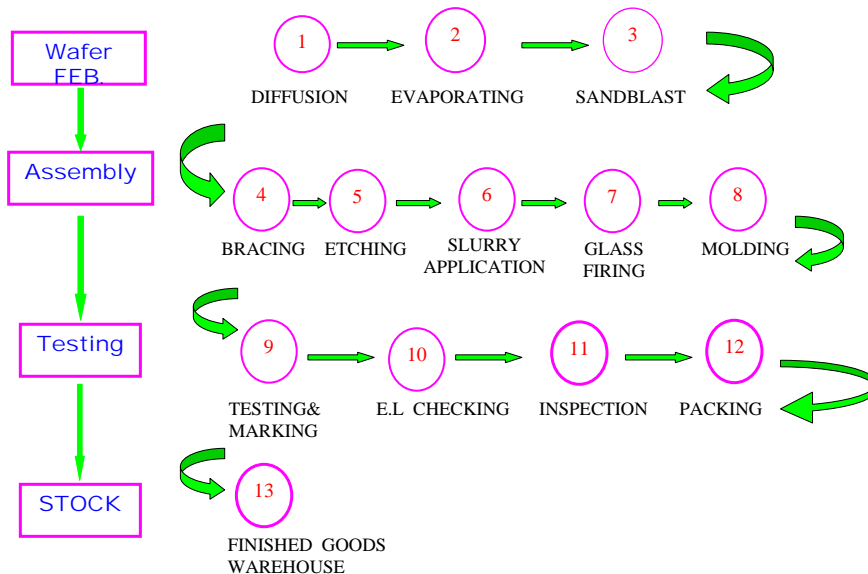 Wafer
FEB.
1
2
3
DIFFUSION
EVAPORATING
SANDBLAST
Assembly
4
5
6
7
8
BRACING
ETCHING
SLURRY
APPLICATION
GLASS
FIRING
MOLDING
Testing
9
10
11
12
TESTING&
MARKING
E.L CHECKING
INSPECTION
PACKING
STOCK
13
FINISHED GOODS
WAREHOUSE